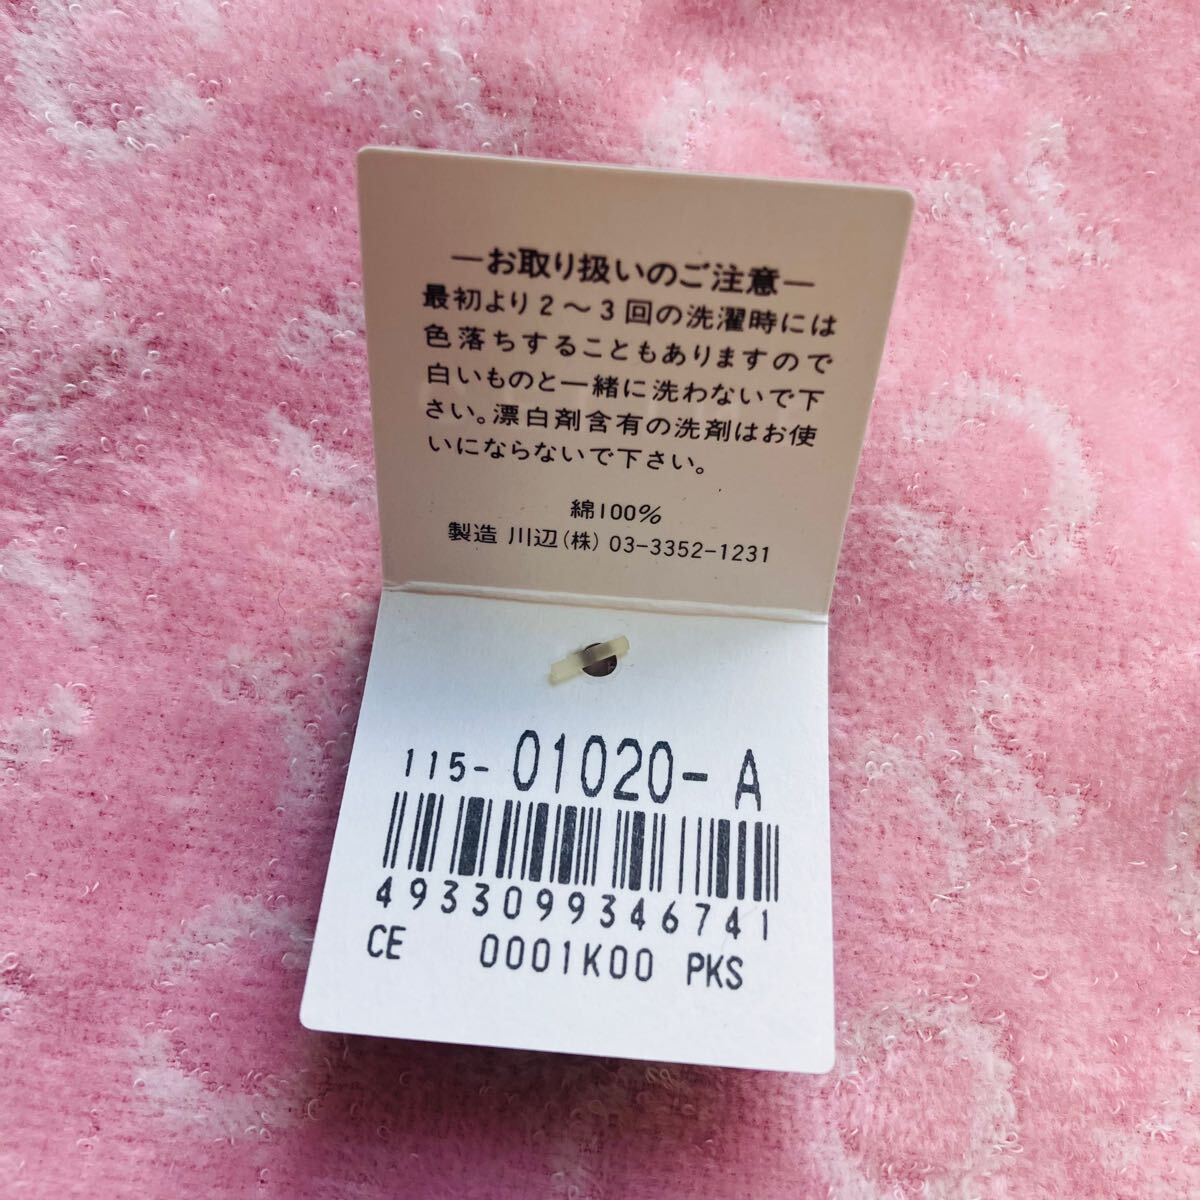 ―お取り扱いのご注意―
最初より2〜3回の洗濯時には
色落ちすることもありますので
白いものと一緒に洗わないで下
さい。漂白剤含有の洗剤はお使
いにならないで下さい。
綿100%
製造 川辺(株) 03-3352-1231
115-01020-A
4933099346741
CE 0001K00 PKS